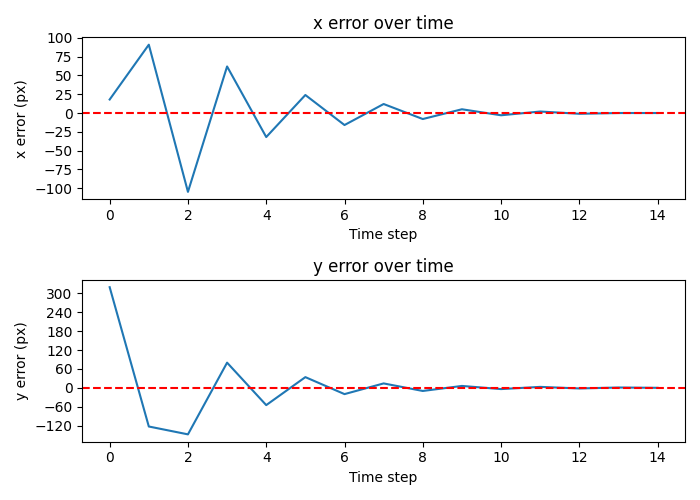 x error over time
100
75
50
25
0
−25
−50
−75
−100
x error (px)
0 2 4 6 8 10 12 14
Time step
y error over time
300
240
180
120
60
0
−60
−120
y error (px)
0 2 4 6 8 10 12 14
Time step